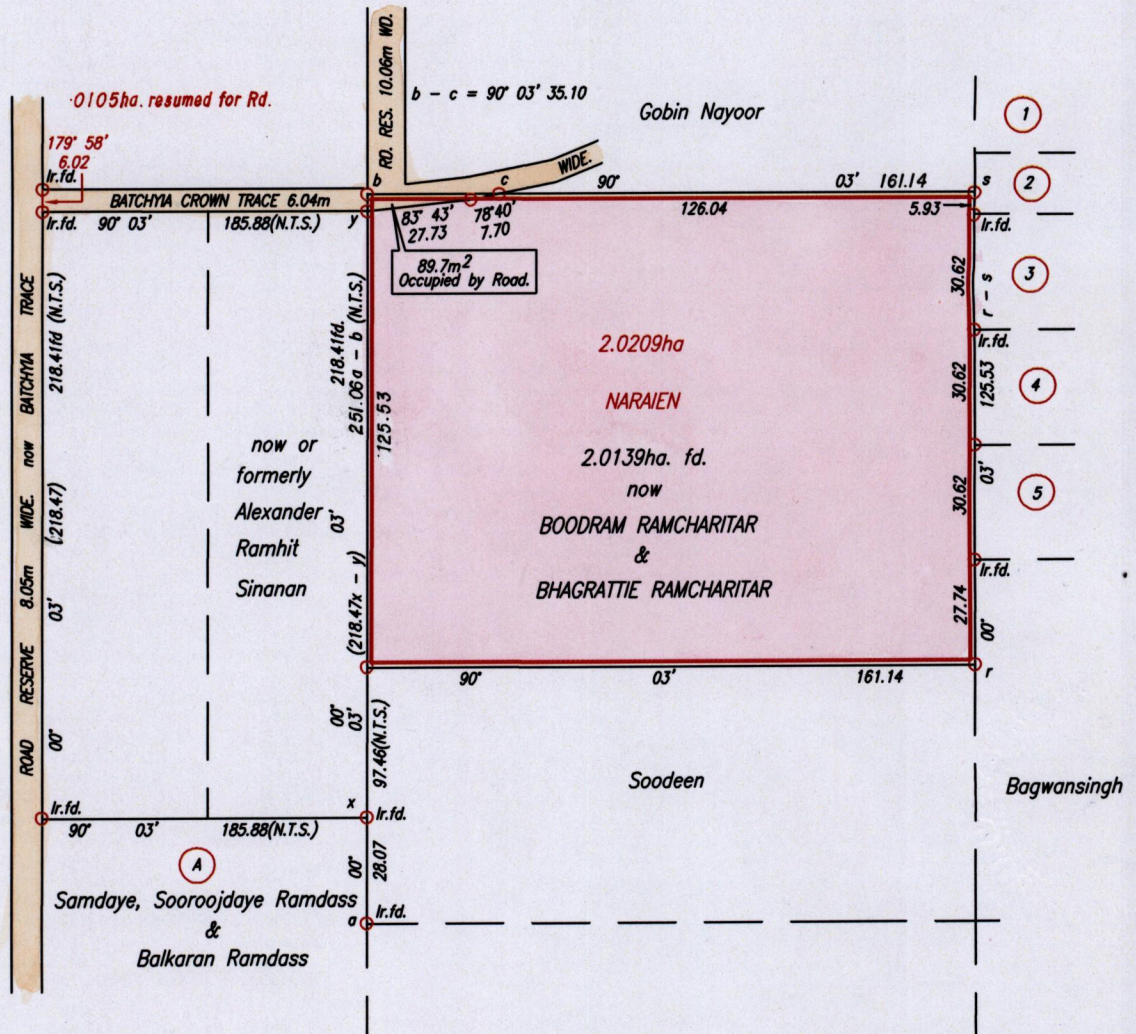 ·0105ha. resumed for Rd.
RD. RES. 10.06m WD.
b - c = 90° 03' 35.10
Gobin Nayoor
1
179° 58'
6.02
Ir.fd.
b
c
WIDE.
90°
03' 161.14
s
2
BATCHYIA CROWN TRACE 6.04m
Ir.fd. 90° 03' 185.88(N.T.S.)
y
83° 43'
27.73
78°40'
7.70
126.04
5.93
Ir.fd.
89.7m²
Occupied by Road.
ROAD RESERVE 8.05m WIDE. now BATCHYIA TRACE
00° 03' (218.47) 218.41fd (N.T.S.)
218.41fd.
(218.47x - y) 03' 251.06a - b (N.T.S.)
125.53
30.62
r - s
3
Ir.fd.
2.0209ha
NARAIEN
2.0139ha. fd.
now
BOODRAM RAMCHARITAR
&
BHAGRATTIE RAMCHARITAR
30.62
125.53
4
03'
30.62
5
Ir.fd.
27.74
00°
r
now or
formerly
Alexander
Ramhit
Sinanan
90° 03' 161.14
00°
03'
97.46(N.T.S.)
Soodeen
Bagwansingh
Ir.fd.
x
Ir.fd.
90° 03' 185.88(N.T.S.)
A
00°
28.07
Samdaye, Sooroojdaye Ramdass
&
Balkaran Ramdass
a
Ir.fd.